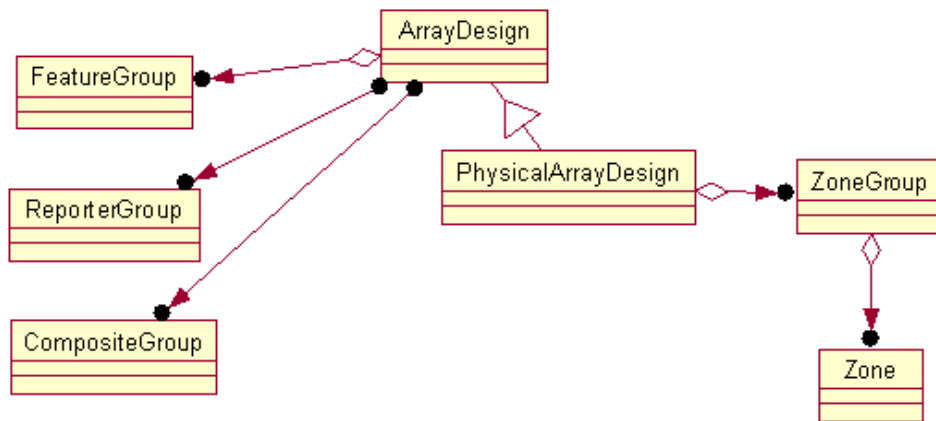 ArrayDesign
FeatureGroup
PhysicalArrayDesign
ZoneGroup
ReporterGroup
CompositeGroup
Zone